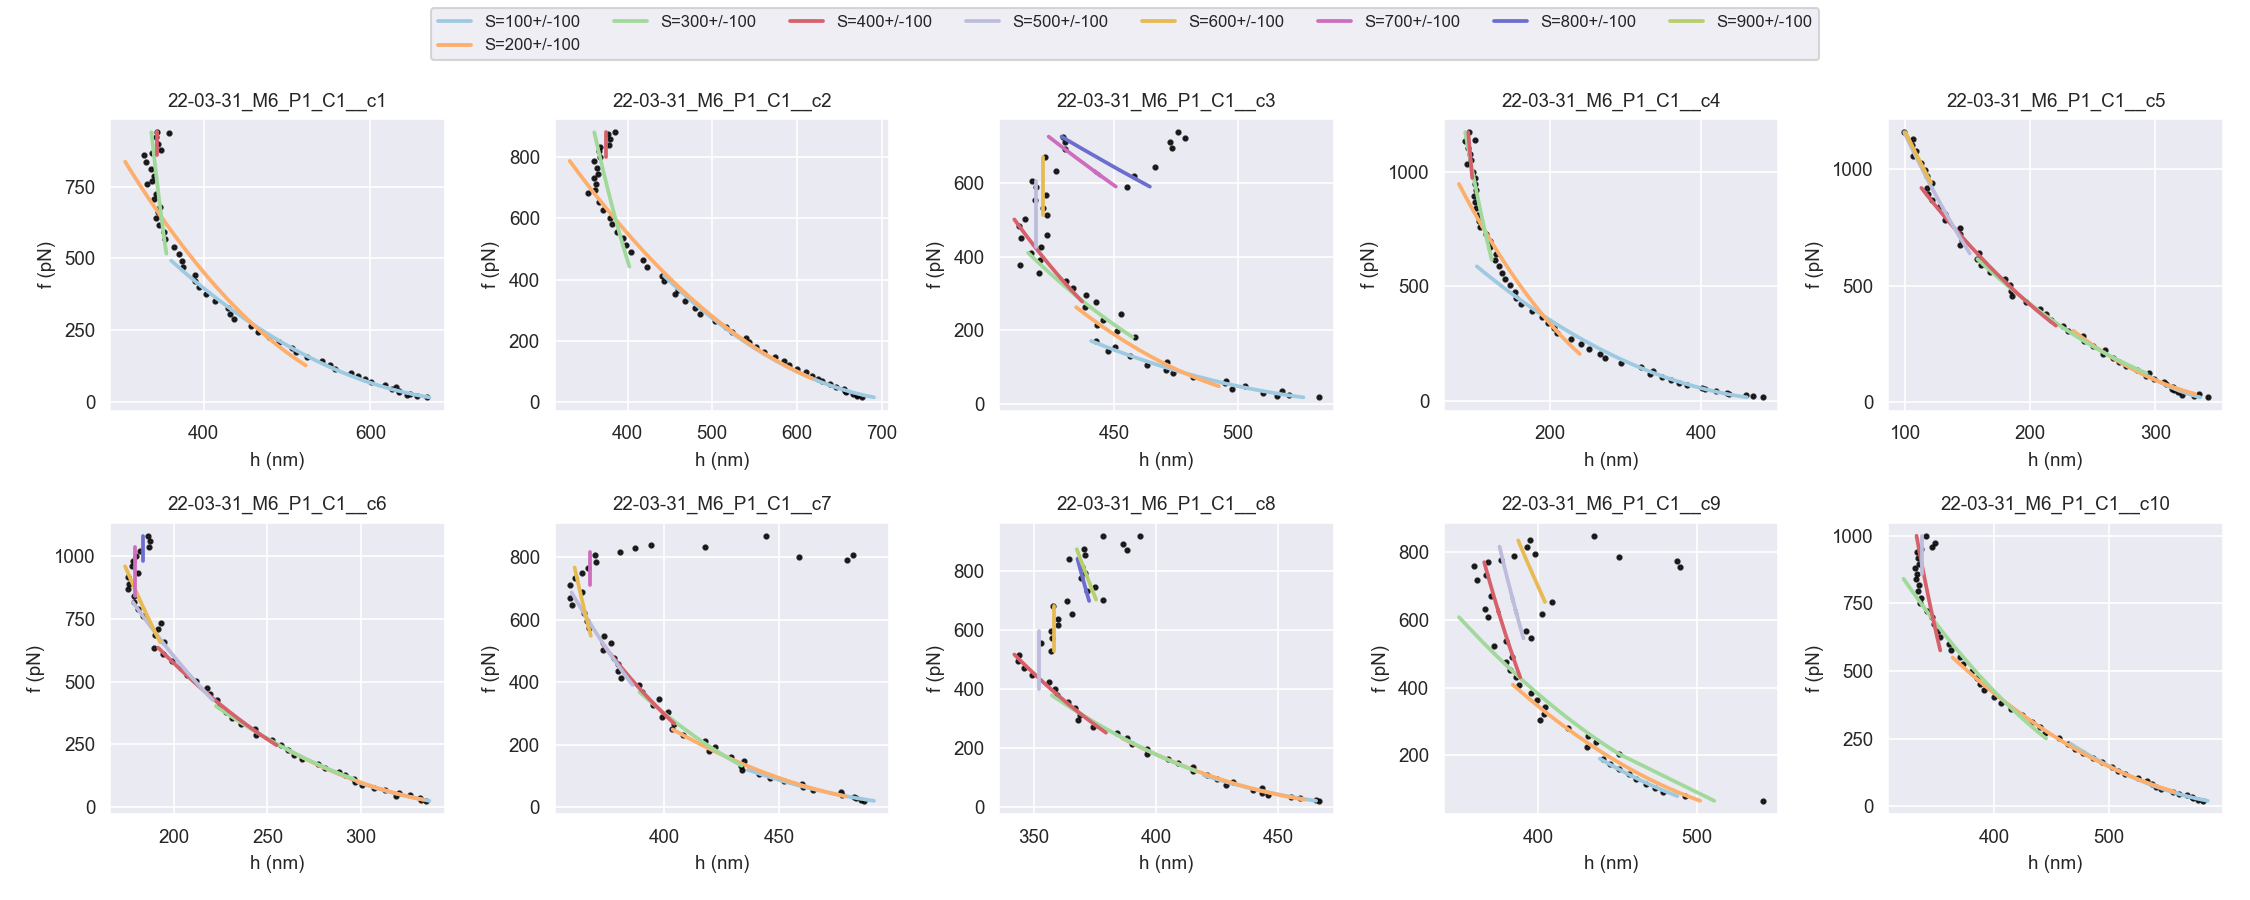 S=100+/-100 S=300+/-100 S=400+/-100 S=500+/-100 S=600+/-100 S=700+/-100 S=800+/-100 S=900+/-100
S=200+/-100
22-03-31_M6_P1_C1__c1 22-03-31_M6_P1_C1__c2 22-03-31_M6_P1_C1__c3 22-03-31_M6_P1_C1__c4 22-03-31_M6_P1_C1__c5
f (pN)
750
500
250
0
400 600
h (nm)
f (pN)
800
600
400
200
0
400 500 600 700
h (nm)
f (pN)
600
400
200
0
450 500
h (nm)
f (pN)
1000
500
0
200 400
h (nm)
f (pN)
1000
500
0
100 200 300
h (nm)
22-03-31_M6_P1_C1__c6 22-03-31_M6_P1_C1__c7 22-03-31_M6_P1_C1__c8 22-03-31_M6_P1_C1__c9 22-03-31_M6_P1_C1__c10
f (pN)
1000
750
500
250
0
200 250 300
h (nm)
f (pN)
800
600
400
200
0
400 450
h (nm)
f (pN)
800
600
400
200
0
350 400 450
h (nm)
f (pN)
800
600
400
200
400 500
h (nm)
f (pN)
1000
750
500
250
0
400 500
h (nm)